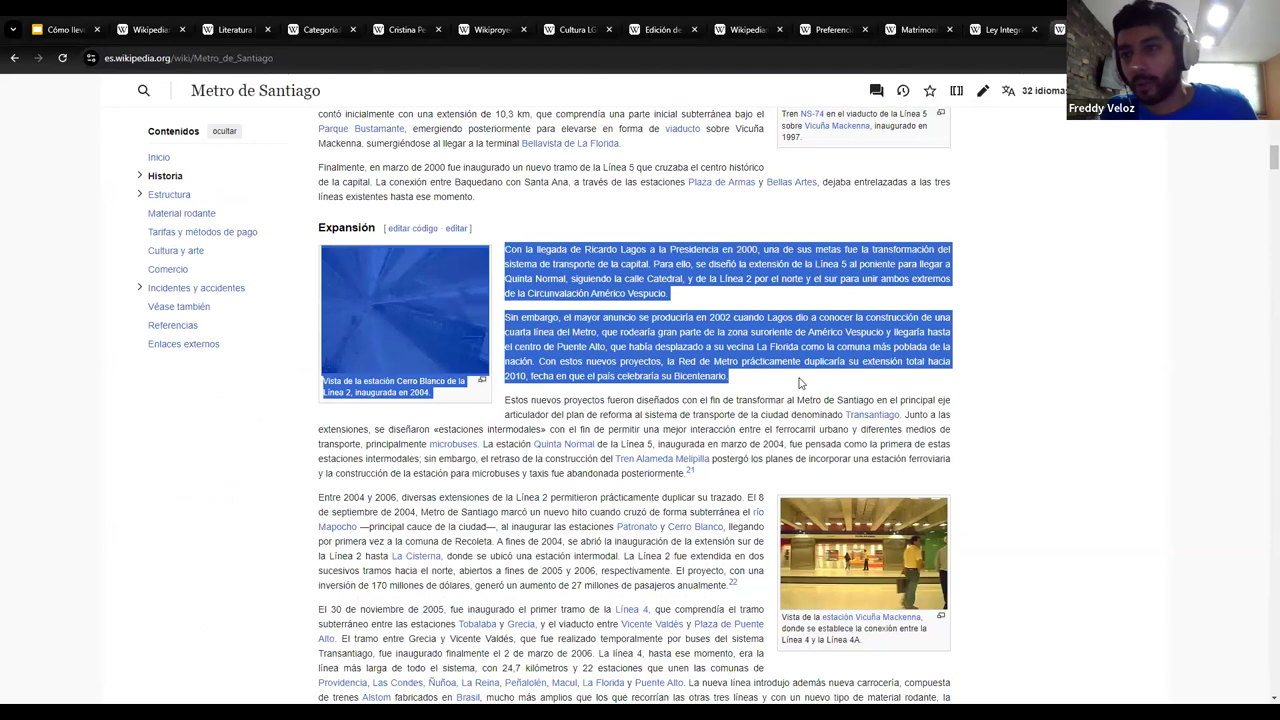 Cómo llev
Wikipedia:
Literatura l
Categoría
Cristina Pe
Wikiproye
Cultura LG
Edición de
Wikipedia
Preferenci
Matrimoni
Ley Integra
es.wikipedia.org/wiki/Metro_de_Santiago
Metro de Santiago
32 idiomas
Freddy Veloz
Contenidos
ocultar
Inicio
Historia
Estructura
Material rodante
Tarifas y métodos de pago
Cultura y arte
Comercio
Incidentes y accidentes
Véase también
Referencias
Enlaces externos
contó inicialmente con una extensión de 10,3 km, que comprendía una parte inicial subterránea bajo el
Parque Bustamante, emergiendo posteriormente para elevarse en forma de viaducto sobre Vicuña
Mackenna, sumergiéndose al llegar a la terminal Bellavista de La Florida.
Tren NS-74 en el viaducto de la Línea 5
sobre Vicuña Mackenna, inaugurado en
1997.
Finalmente, en marzo de 2000 fue inaugurado un nuevo tramo de la Línea 5 que cruzaba el centro histórico
de la capital. La conexión entre Baquedano con Santa Ana, a través de las estaciones Plaza de Armas y Bellas Artes, dejaba entrelazadas a las tres
líneas existentes hasta ese momento.
Expansión [ editar código · editar ]
Con la llegada de Ricardo Lagos a la Presidencia en 2000, una de sus metas fue la transformación del
sistema de transporte de la capital. Para ello, se diseñó la extensión de la Línea 5 al poniente para llegar a
Quinta Normal, siguiendo la calle Catedral, y de la Línea 2 por el norte y el sur para unir ambos extremos
de la Circunvalación Américo Vespucio.
Sin embargo, el mayor anuncio se produciría en 2002 cuando Lagos dio a conocer la construcción de una
cuarta línea del Metro, que rodearía gran parte de la zona suroriente de Américo Vespucio y llegaría hasta
el centro de Puente Alto, que había desplazado a su vecina La Florida como la comuna más poblada de la
nación. Con estos nuevos proyectos, la Red de Metro prácticamente duplicaría su extensión total hacia
2010, fecha en que el país celebraría su Bicentenario.
Vista de la estación Cerro Blanco de la
Línea 2, inaugurada en 2004.
Estos nuevos proyectos fueron diseñados con el fin de transformar al Metro de Santiago en el principal eje
articulador del plan de reforma al sistema de transporte de la ciudad denominado Transantiago. Junto a las
extensiones, se diseñaron «estaciones intermodales» con el fin de permitir una mejor interacción entre el ferrocarril urbano y diferentes medios de
transporte, principalmente microbuses. La estación Quinta Normal de la Línea 5, inaugurada en marzo de 2004, fue pensada como la primera de estas
estaciones intermodales; sin embargo, el retraso de la construcción del Tren Alameda Melipilla postergó los planes de incorporar una estación ferroviaria
y la construcción de la estación para microbuses y taxis fue abandonada posteriormente.21
Entre 2004 y 2006, diversas extensiones de la Línea 2 permitieron prácticamente duplicar su trazado. El 8
de septiembre de 2004, Metro de Santiago marcó un nuevo hito cuando cruzó de forma subterránea el río
Mapocho —principal cauce de la ciudad—, al inaugurar las estaciones Patronato y Cerro Blanco, llegando
por primera vez a la comuna de Recoleta. A fines de 2004, se abrió la inauguración de la extensión sur de
la Línea 2 hasta La Cisterna, donde se ubicó una estación intermodal. La Línea 2 fue extendida en dos
sucesivos tramos hacia el norte, abiertos a fines de 2005 y 2006, respectivamente. El proyecto, con una
inversión de 170 millones de dólares, generó un aumento de 27 millones de pasajeros anualmente.22
Vista de la estación Vicuña Mackenna,
donde se establece la conexión entre la
Línea 4 y la Línea 4A.
El 30 de noviembre de 2005, fue inaugurado el primer tramo de la Línea 4, que comprendía el tramo
subterráneo entre las estaciones Tobalaba y Grecia, y el viaducto entre Vicente Valdés y Plaza de Puente
Alto. El tramo entre Grecia y Vicente Valdés, que fue realizado temporalmente por buses del sistema
Transantiago, fue inaugurado finalmente el 2 de marzo de 2006. La línea 4, hasta ese momento, era la
línea más larga de todo el sistema, con 24,7 kilómetros y 22 estaciones que unen las comunas de
Providencia, Las Condes, Ñuñoa, La Reina, Peñalolén, Macul, La Florida y Puente Alto. La nueva línea introdujo además nueva carrocería, compuesta
de trenes Alstom fabricados en Brasil, mucho más amplios que los que recorrían las otras tres líneas y con un nuevo tipo de material rodante, la